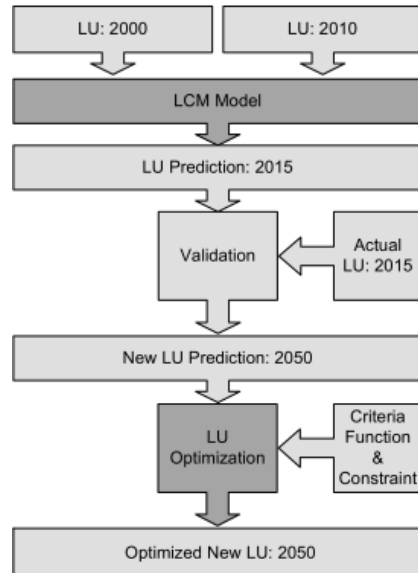 LU: 2000
LU: 2010
LCM Model
LU Prediction: 2015
Validation
Actual
LU: 2015
New LU Prediction: 2050
LU
Optimization
Criteria
Function
&
Constraint
Optimized New LU: 2050